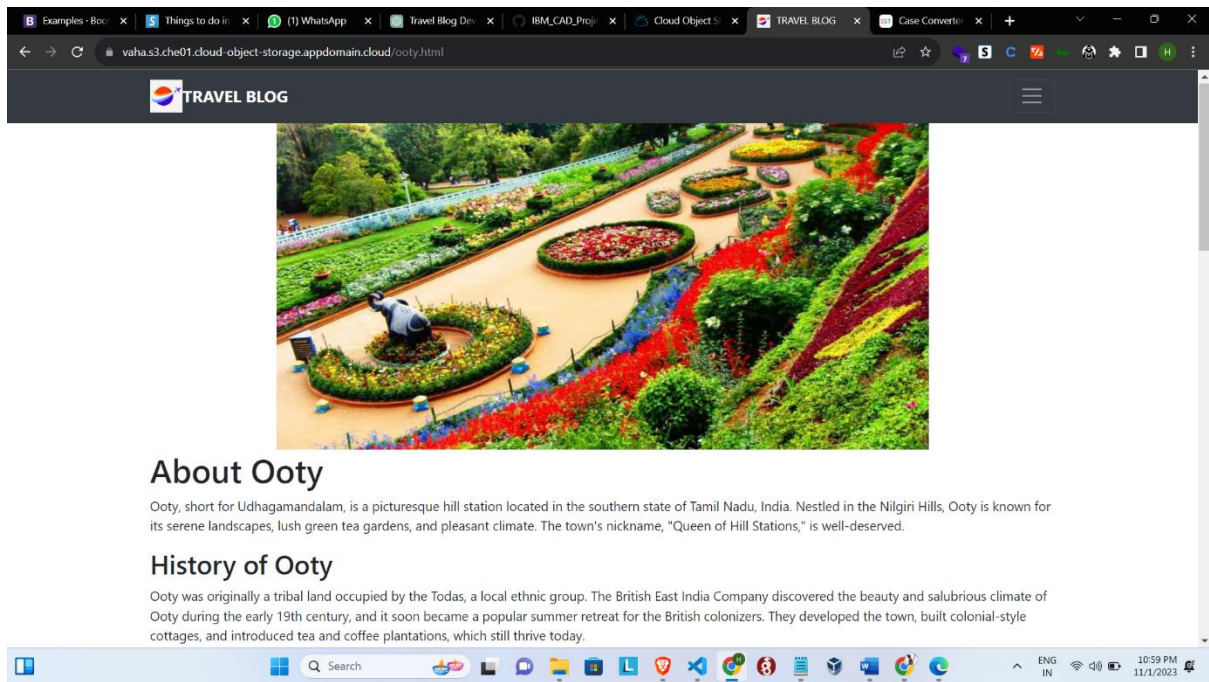 Examples · Boo
Things to do in
(1) WhatsApp
Travel Blog Dev
IBM_CAD_Proje
Cloud Object S
TRAVEL BLOG
Case Converter
vaha.s3.che01.cloud-object-storage.appdomain.cloud/ooty.html
7
H
TRAVEL BLOG
About Ooty
Ooty, short for Udhagamandalam, is a picturesque hill station located in the southern state of Tamil Nadu, India. Nestled in the Nilgiri Hills, Ooty is known for
its serene landscapes, lush green tea gardens, and pleasant climate. The town's nickname, "Queen of Hill Stations," is well-deserved.
History of Ooty
Ooty was originally a tribal land occupied by the Todas, a local ethnic group. The British East India Company discovered the beauty and salubrious climate of
Ooty during the early 19th century, and it soon became a popular summer retreat for the British colonizers. They developed the town, built colonial-style
cottages, and introduced tea and coffee plantations, which still thrive today.
Search
ENG
IN
10:59 PM
11/1/2023